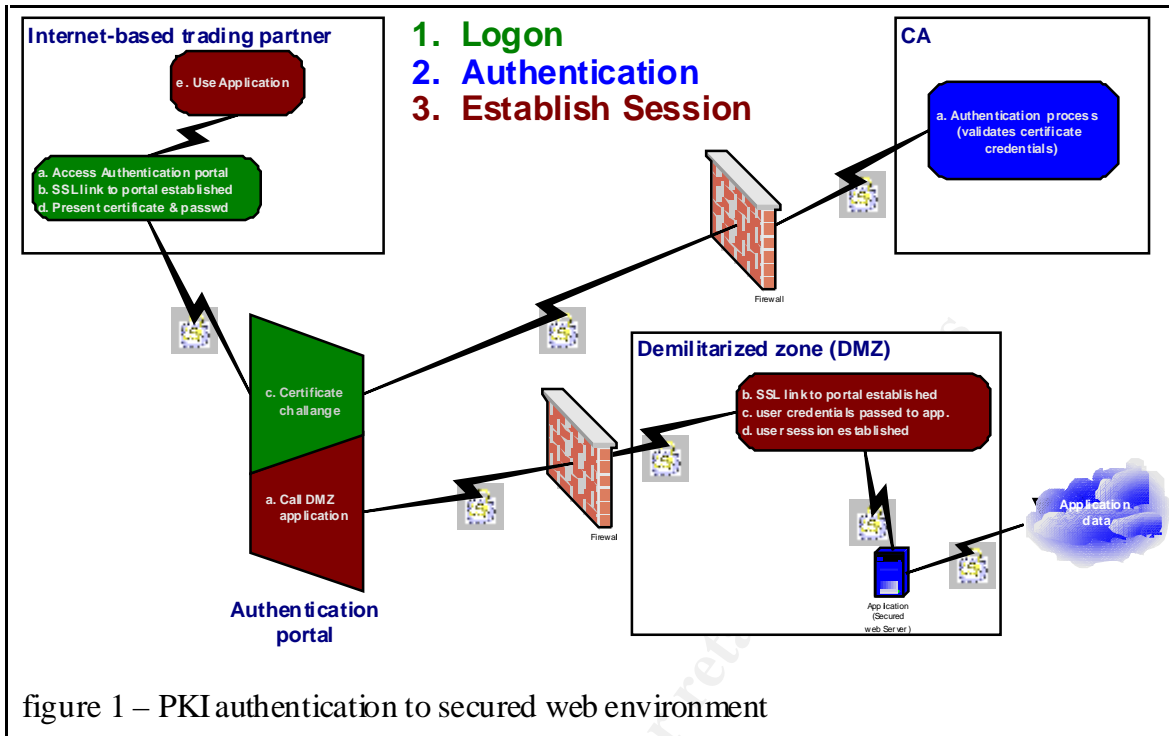 Internet-based trading partner
e. Use Application
a. Access Authentication portal
b. SSL link to portal established
d. Present certificate & passwd
1. Logon
2. Authentication
3. Establish Session
CA
a. Authentication process
(validates certificate
credentials)
Firewall
c. Certificate
challange
a. Call DMZ
application
Authentication
portal
Firewal
Demilitarized zone (DMZ)
b. SSL link to portal established
c. user credentials passed to app.
d. user session established
Application
(Secured
web Server)
Application
data
figure 1 – PKI authentication to secured web environment